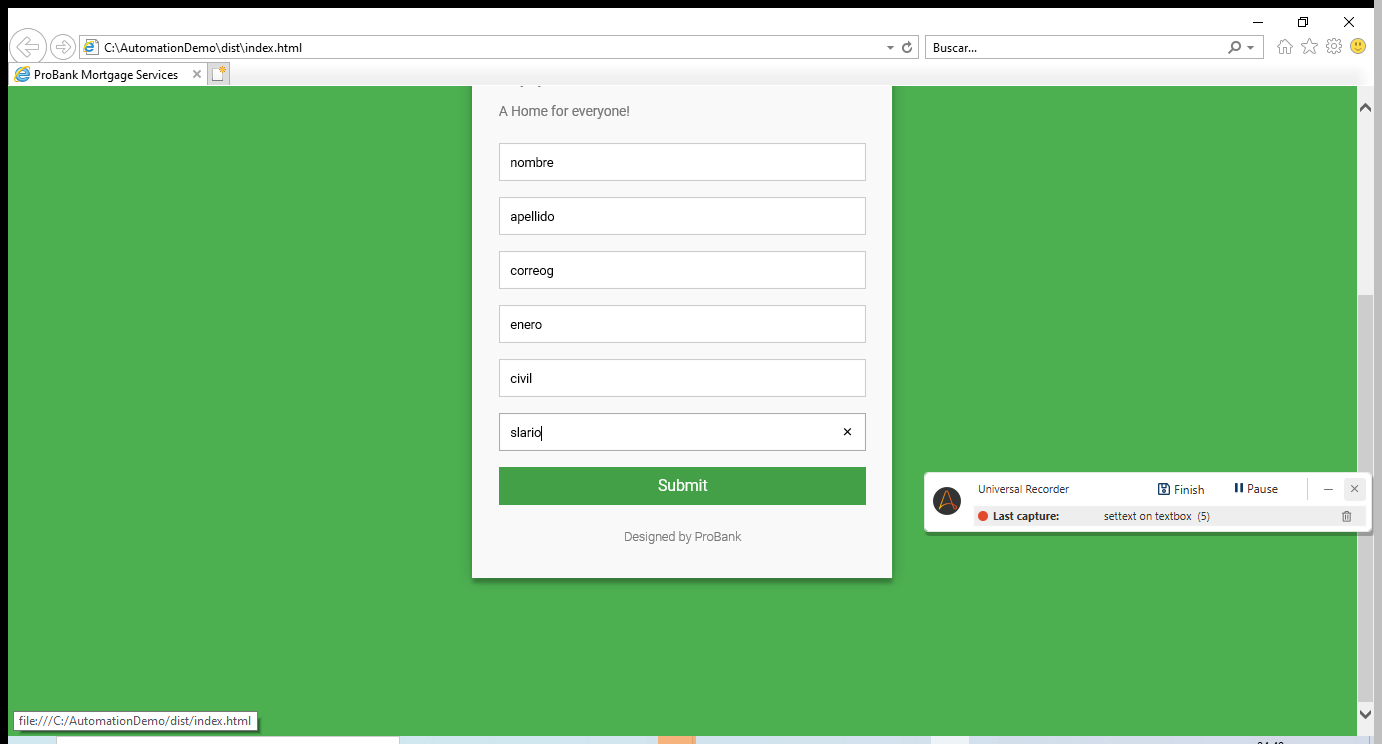 C:\AutomationDemo\dist\index.html
Buscar...
ProBank Mortgage Services
A Home for everyone!
nombre
apellido
correog
enero
civil
slario
Submit
Designed by ProBank
Universal Recorder
Finish
Pause
Last capture: settext on textbox (5)
file:///C:/AutomationDemo/dist/index.html